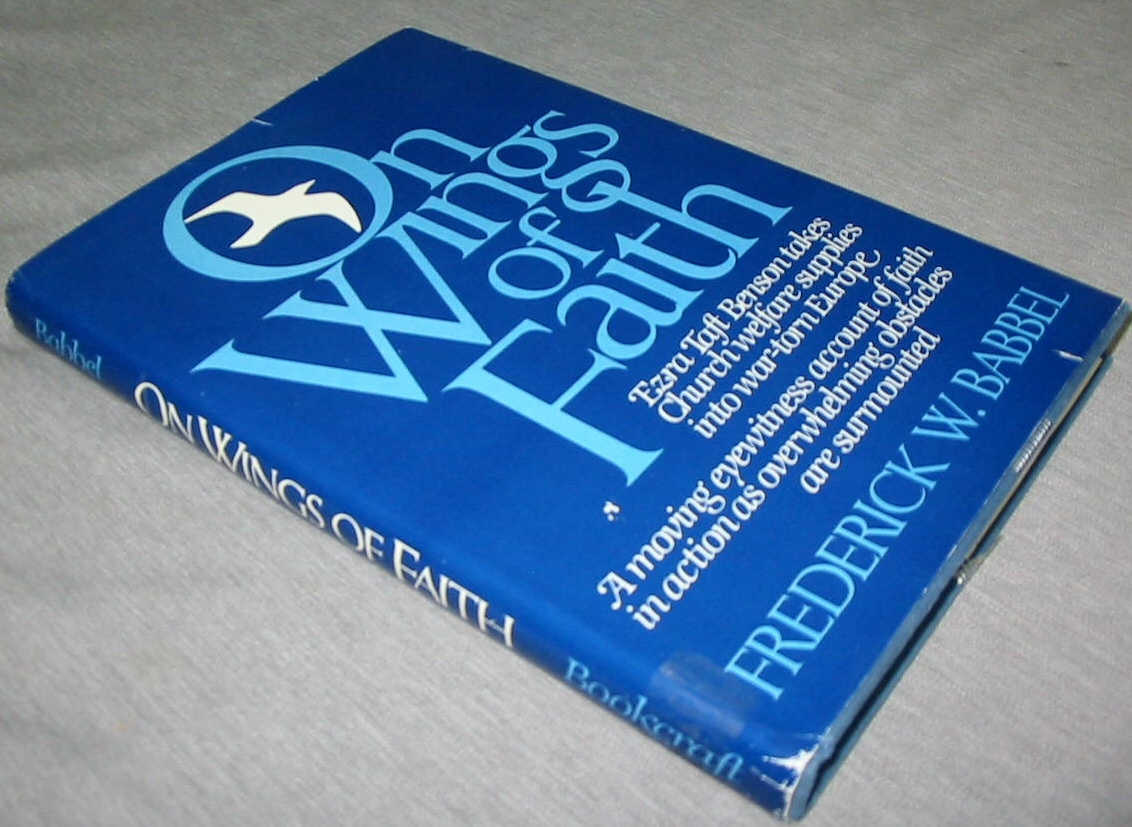 On
Wings
of
Faith
Ezra Taft Benson takes
Church welfare supplies
into war-torn Europe
A moving eyewitness account of faith
in action as overwhelming obstacles
are surmounted
FREDERICK W. BABBEL
Babbel
ON WINGS OF FAITH
Bookcraft